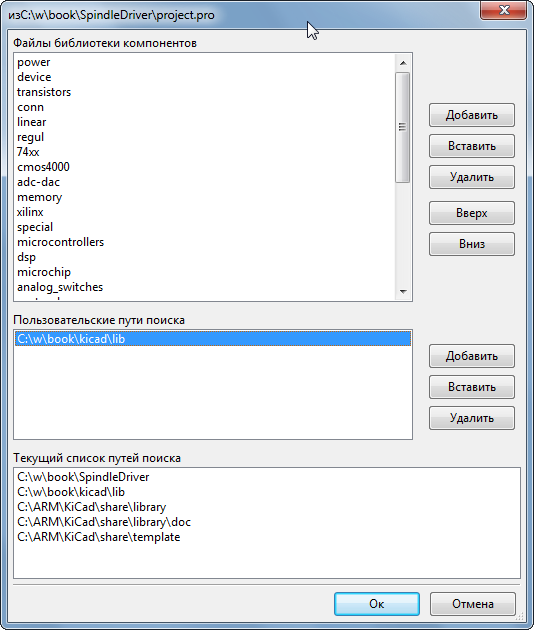 изC:\w\book\SpindleDriver\project.pro
Файлы библиотеки компонентов
power
device
transistors
conn
linear
regul
74xx
cmos4000
adc-dac
memory
xilinx
special
microcontrollers
dsp
microchip
analog_switches
Добавить
Вставить
Удалить
Вверх
Вниз
Пользовательские пути поиска
C:\w\book\kicad\lib
Добавить
Вставить
Удалить
Текущий список путей поиска
C:\w\book\SpindleDriver
C:\w\book\kicad\lib
C:\ARM\KiCad\share\library
C:\ARM\KiCad\share\library\doc
C:\ARM\KiCad\share\template
Ок
Отмена